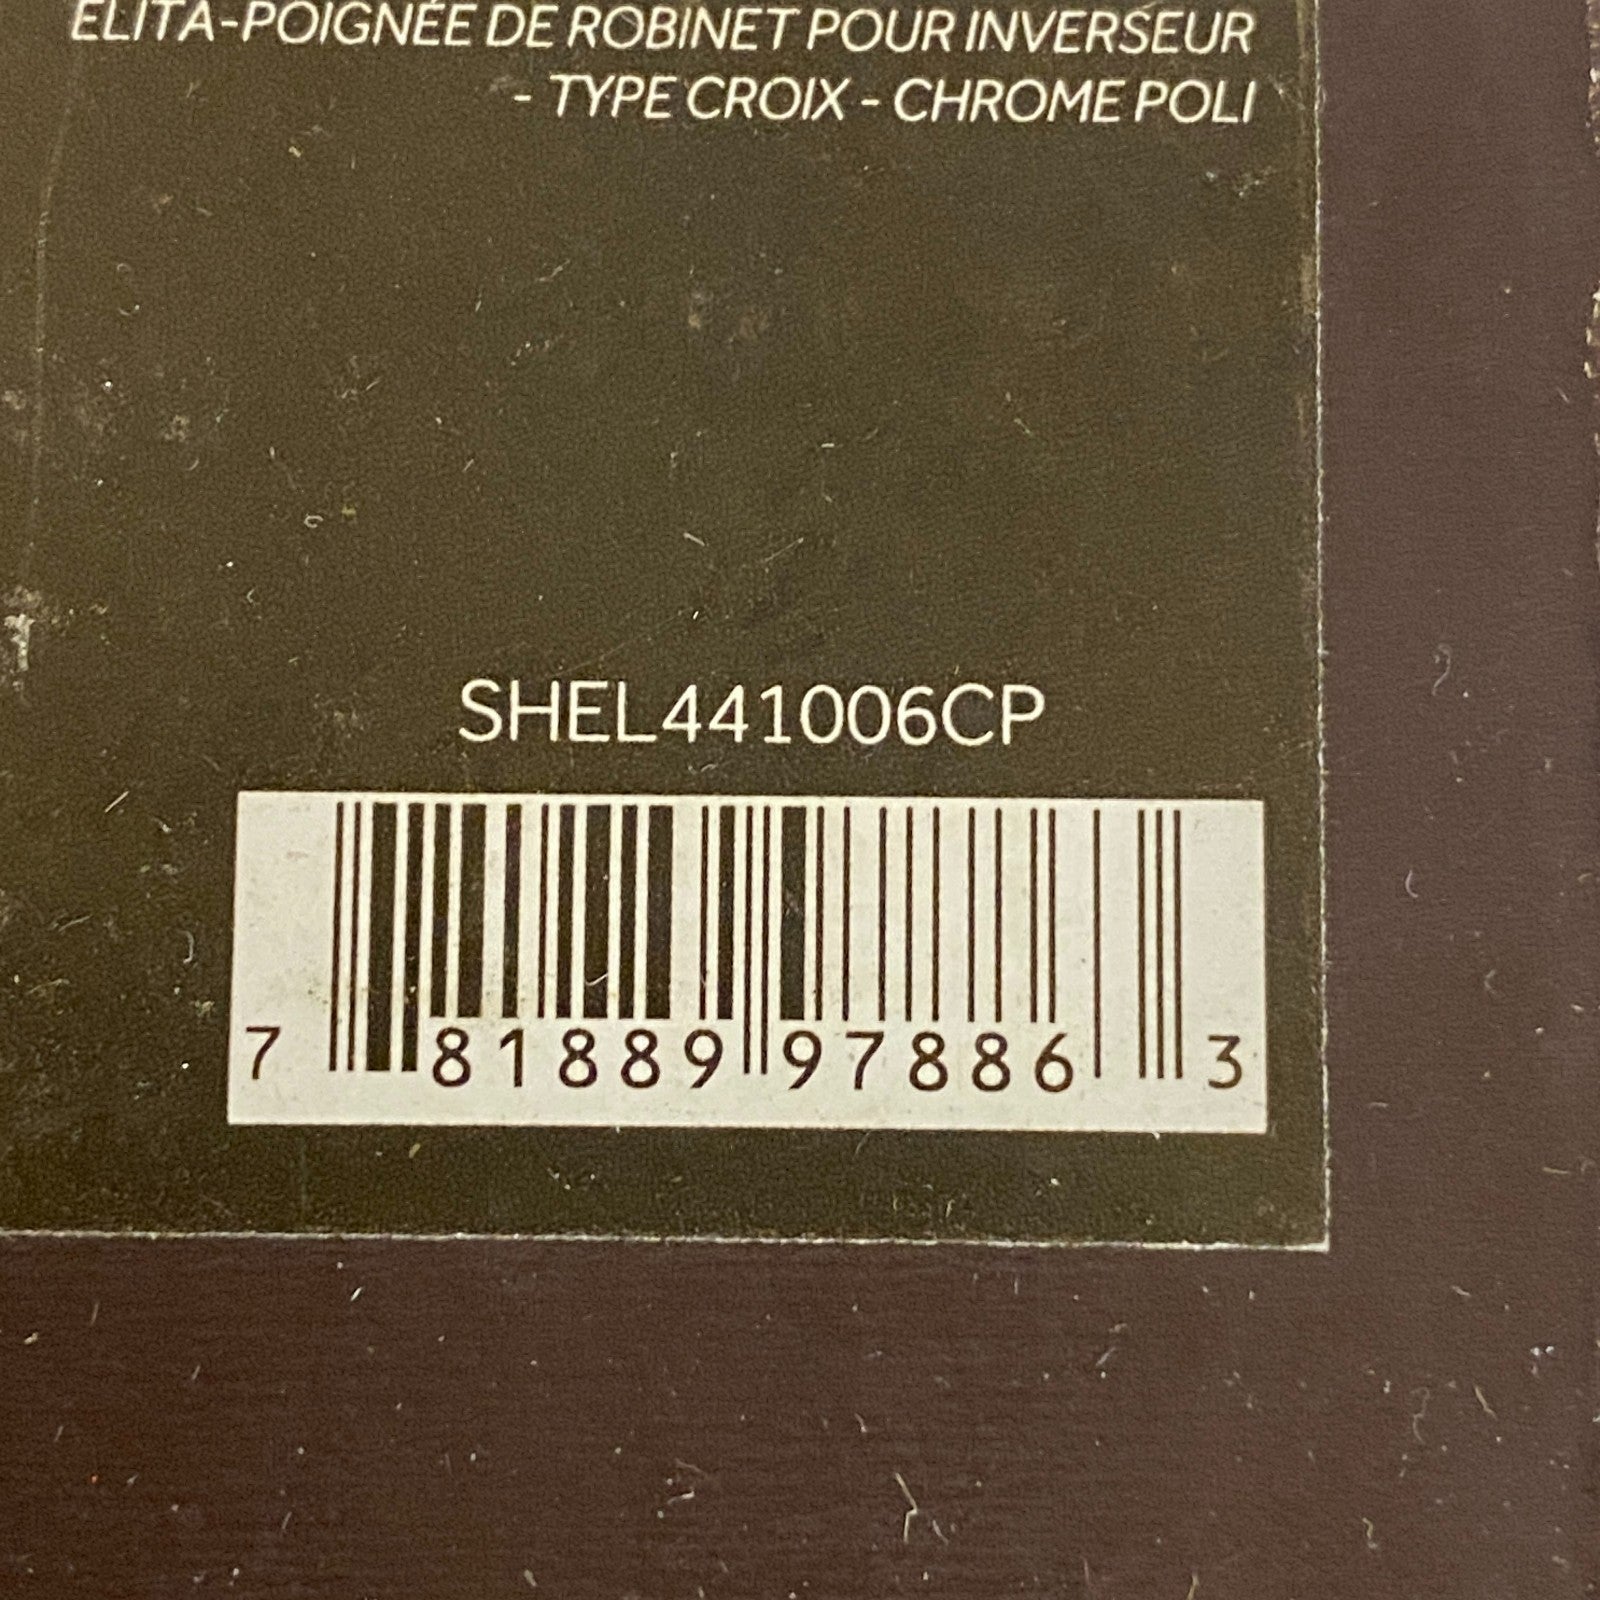 ELITA-POIGNÉE DE ROBINET POUR INVERSEUR
- TYPE CROIX - CHROME POLI
SHEL441006CP
7 81889 97886 3